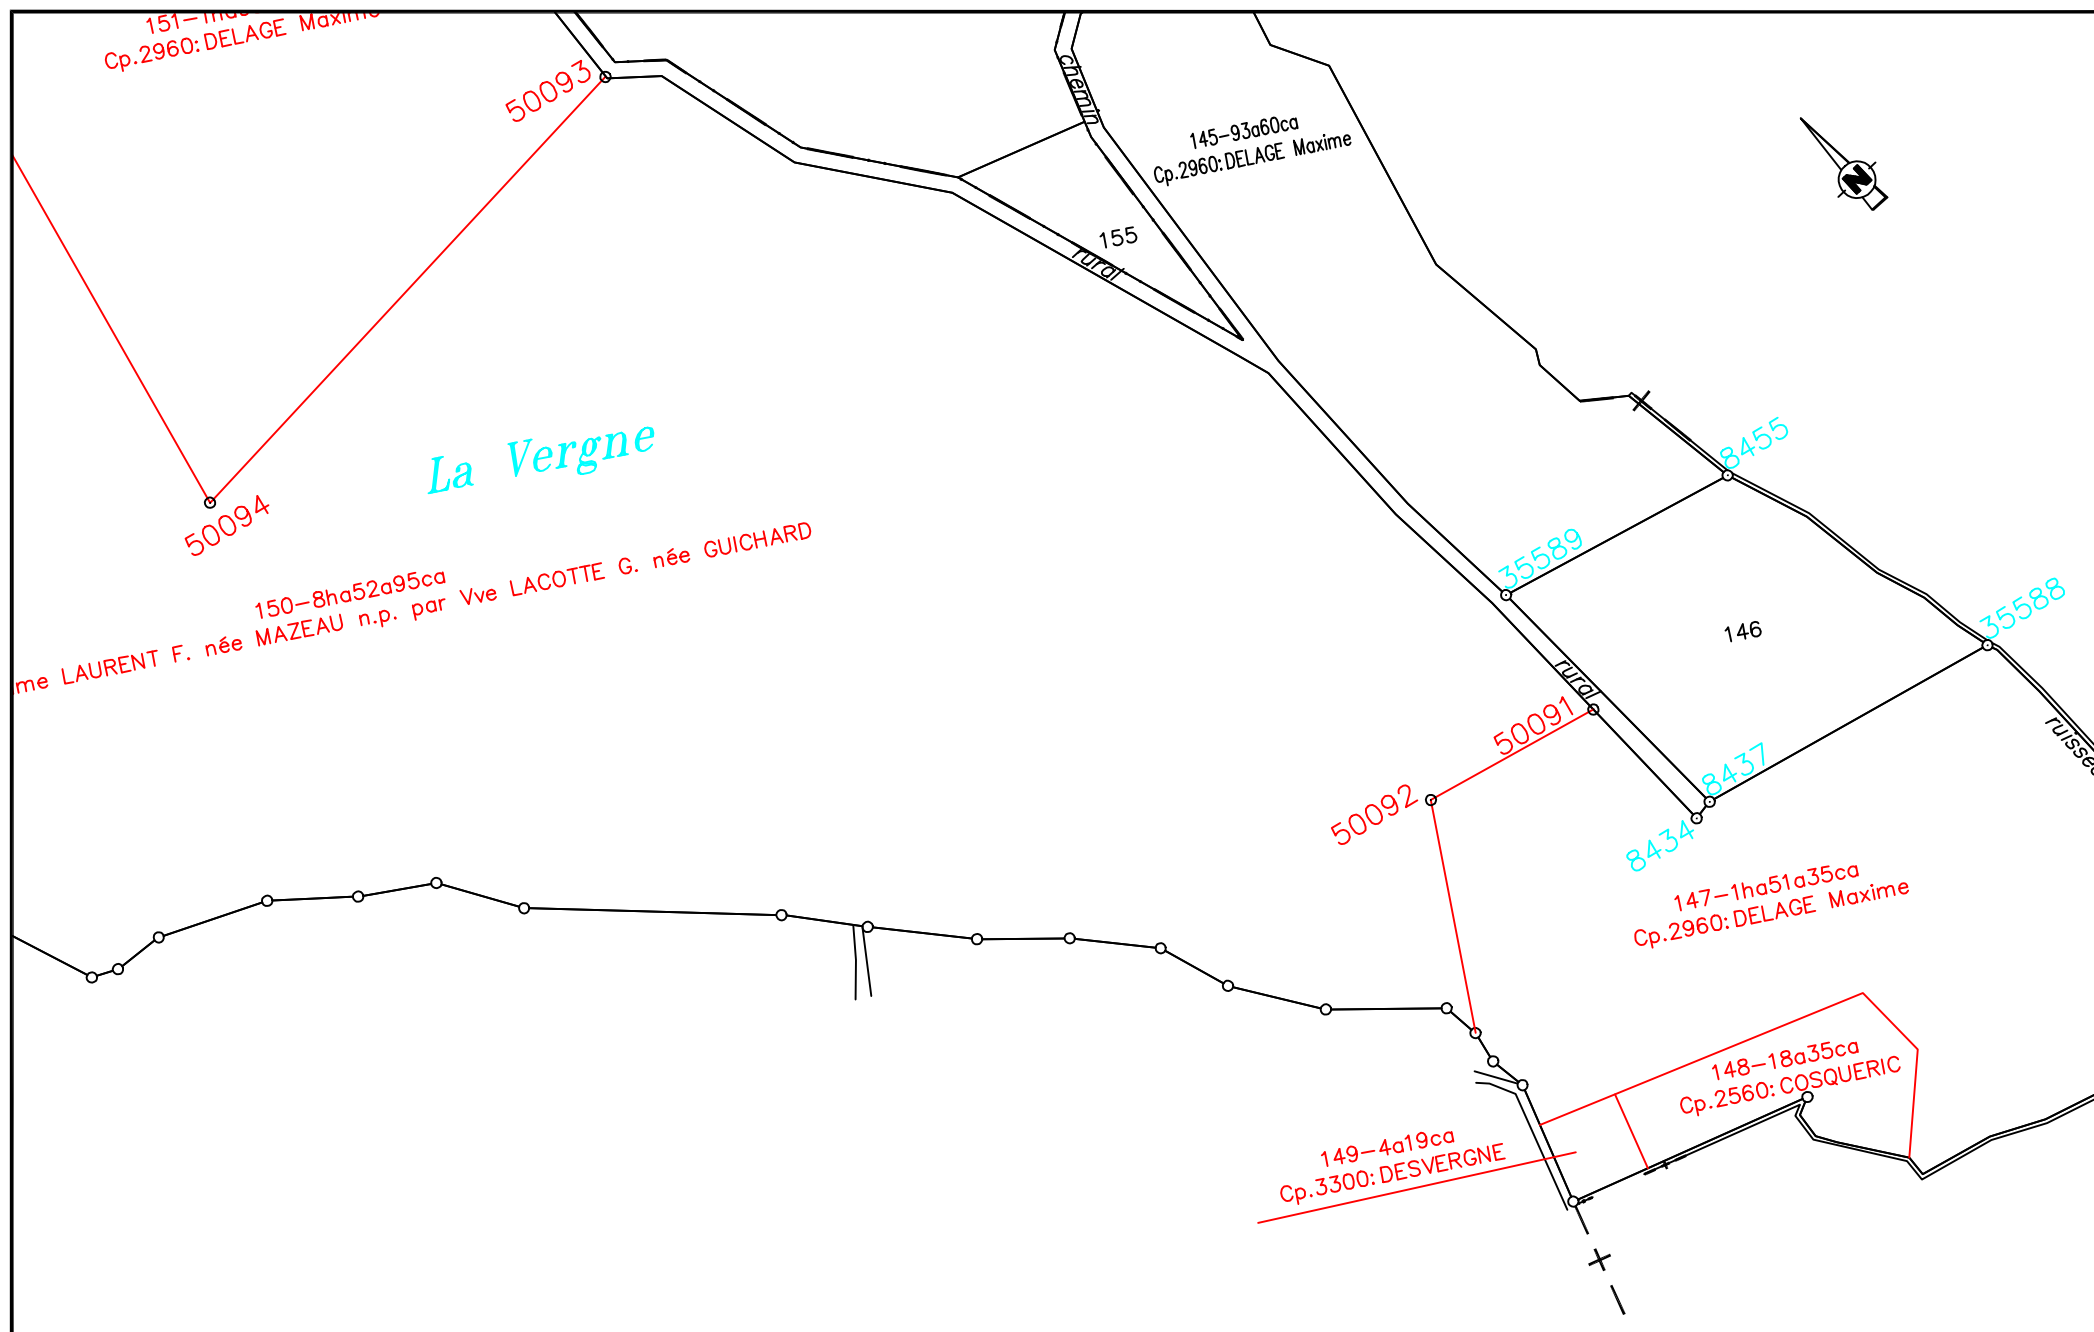 Cp.2960: DELAGE Maxime
50093
chemin
145-93a60ca
Cp.2960: DELAGE Maxime
N
155
rural
La Vergne
8455
50094
35589
150-8ha52a95ca
me LAURENT F. née MAZEAU n.p. par Vve LACOTTE G. née GUICHARD
146
35588
rural
50091
8437
50092
8434
147-1ha51a35ca
Cp.2960: DELAGE Maxime
148-18a35ca
Cp.2560: COSQUERIC
149-4a19ca
Cp.3300: DESVERGNE